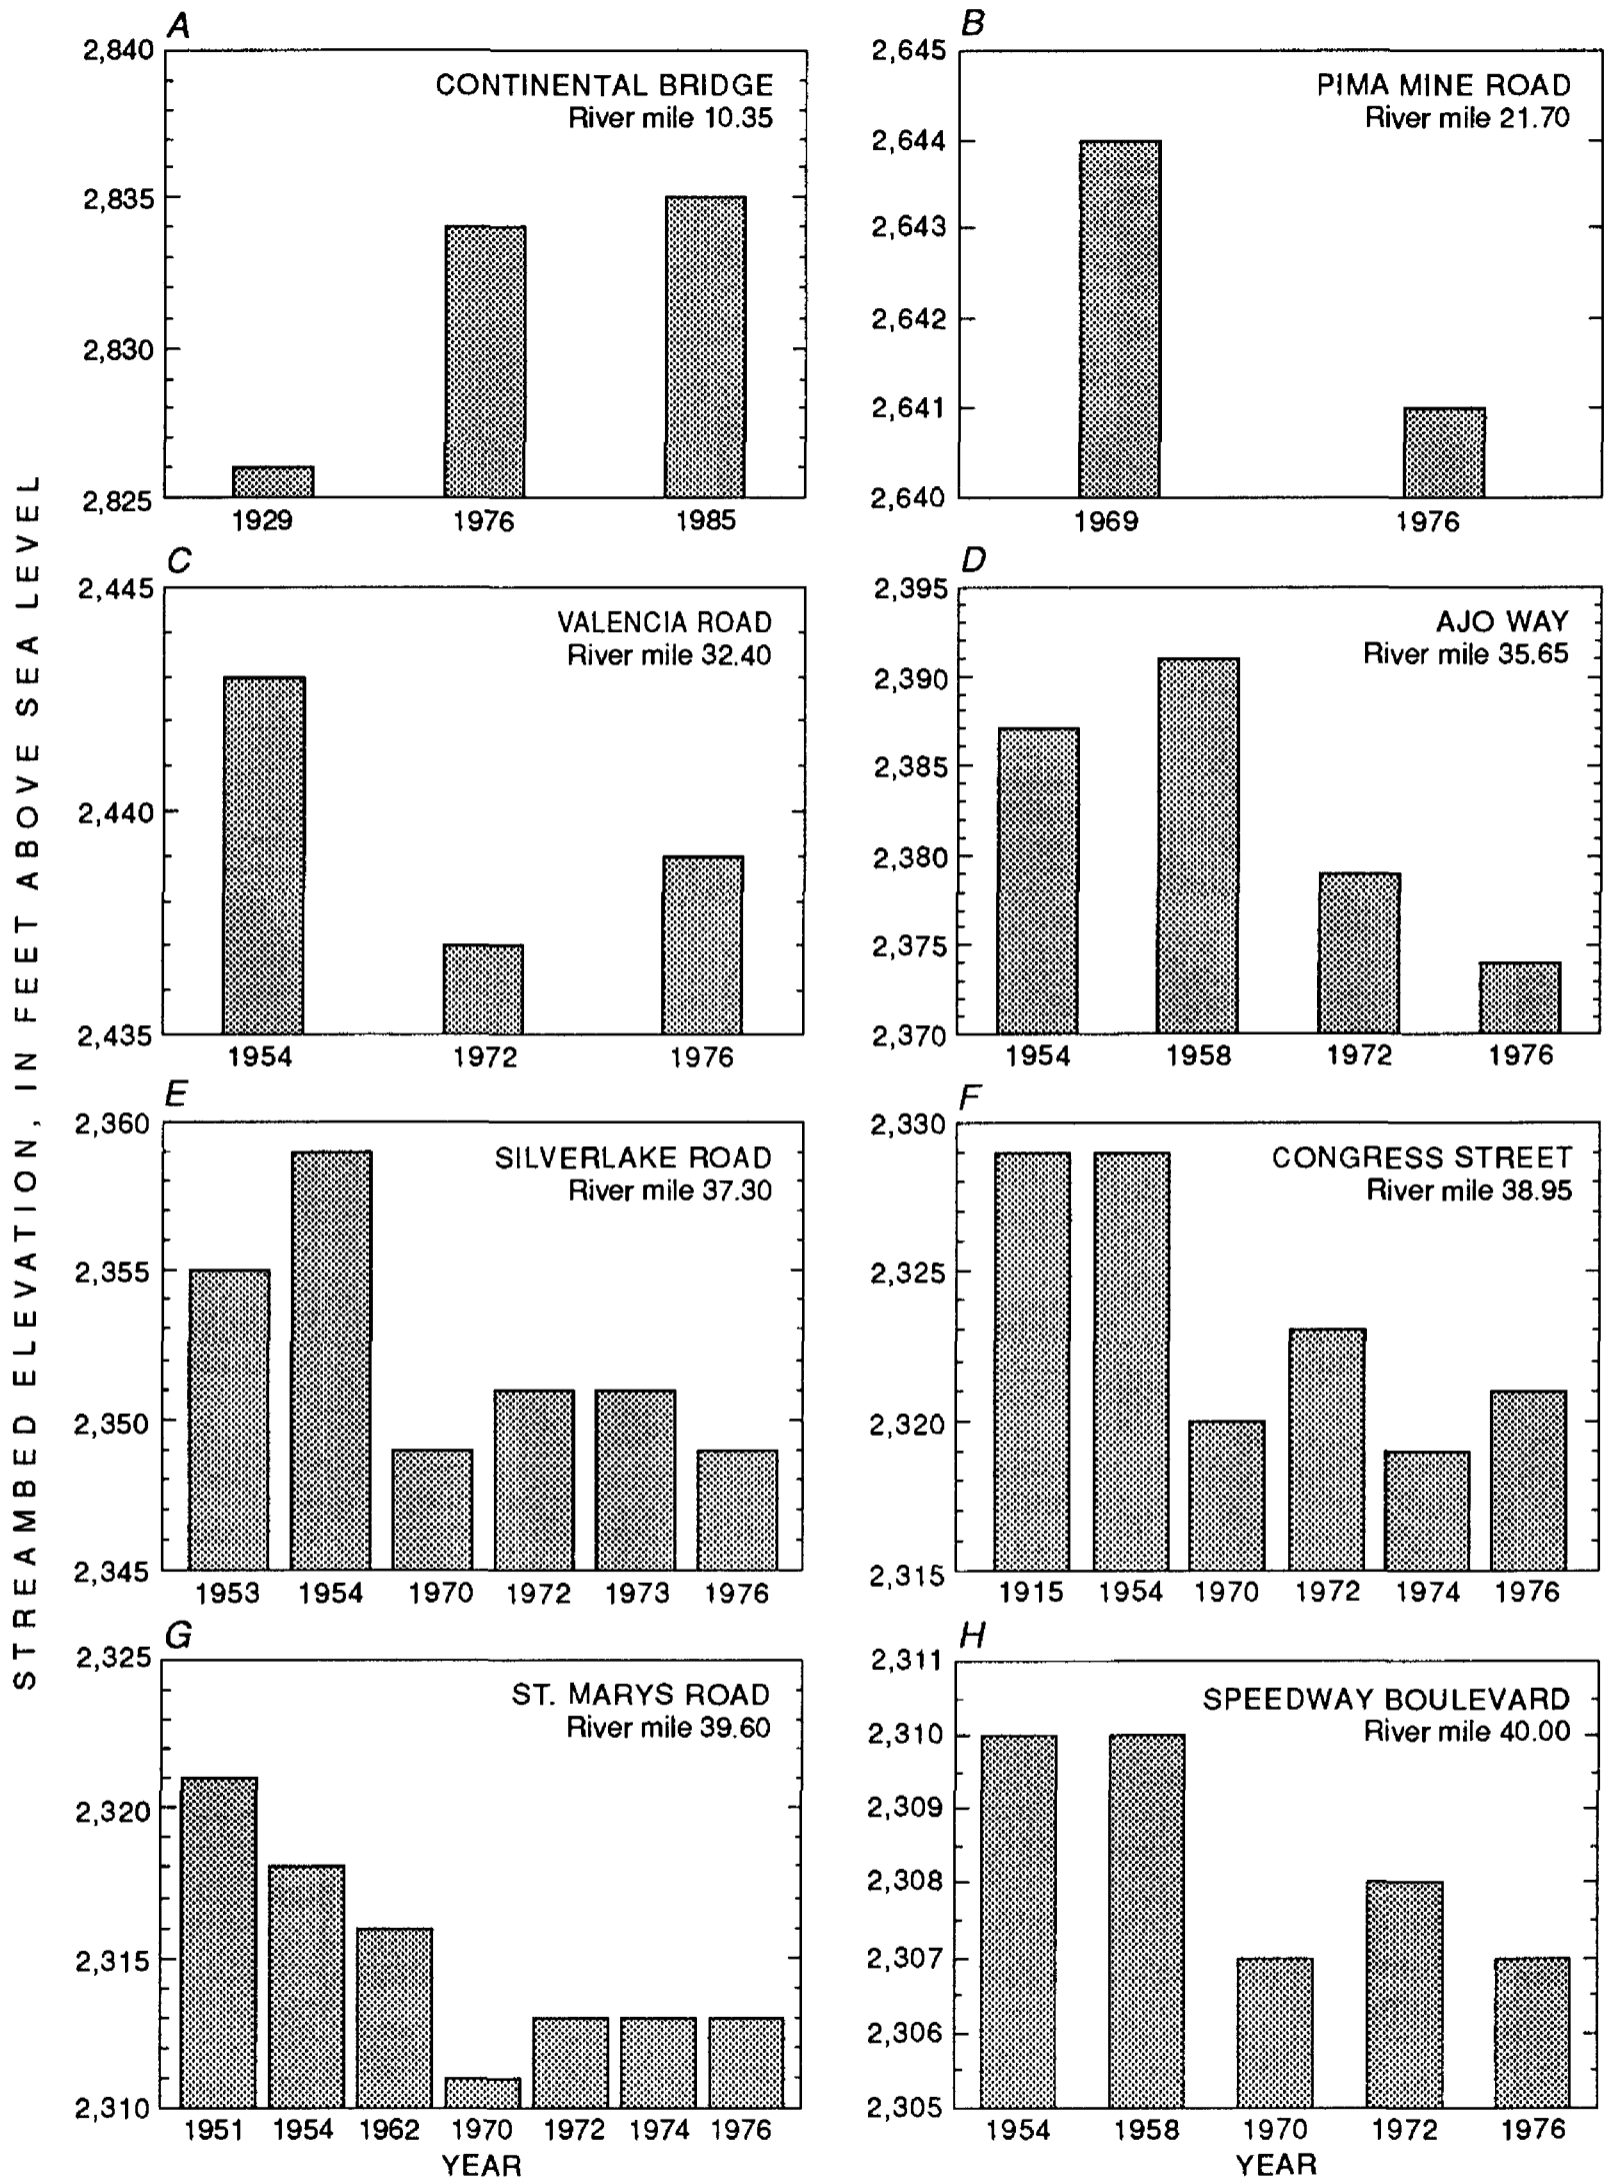 STREAMBED ELEVATION, IN FEET ABOVE SEA LEVEL
A
CONTINENTAL BRIDGE
River mile 10.35
2,840
2,835
2,830
2,825
1929 1976 1985
B
PIMA MINE ROAD
River mile 21.70
2,645
2,644
2,643
2,642
2,641
2,640
1969 1976
C
VALENCIA ROAD
River mile 32.40
2,445
2,440
2,435
1954 1972 1976
D
AJO WAY
River mile 35.65
2,395
2,390
2,385
2,380
2,375
2,370
1954 1958 1972 1976
E
SILVERLAKE ROAD
River mile 37.30
2,360
2,355
2,350
2,345
1953 1954 1970 1972 1973 1976
F
CONGRESS STREET
River mile 38.95
2,330
2,325
2,320
2,315
1915 1954 1970 1972 1974 1976
G
ST. MARYS ROAD
River mile 39.60
2,325
2,320
2,315
2,310
1951 1954 1962 1970 1972 1974 1976
YEAR
H
SPEEDWAY BOULEVARD
River mile 40.00
2,311
2,310
2,309
2,308
2,307
2,306
2,305
1954 1958 1970 1972 1976
YEAR